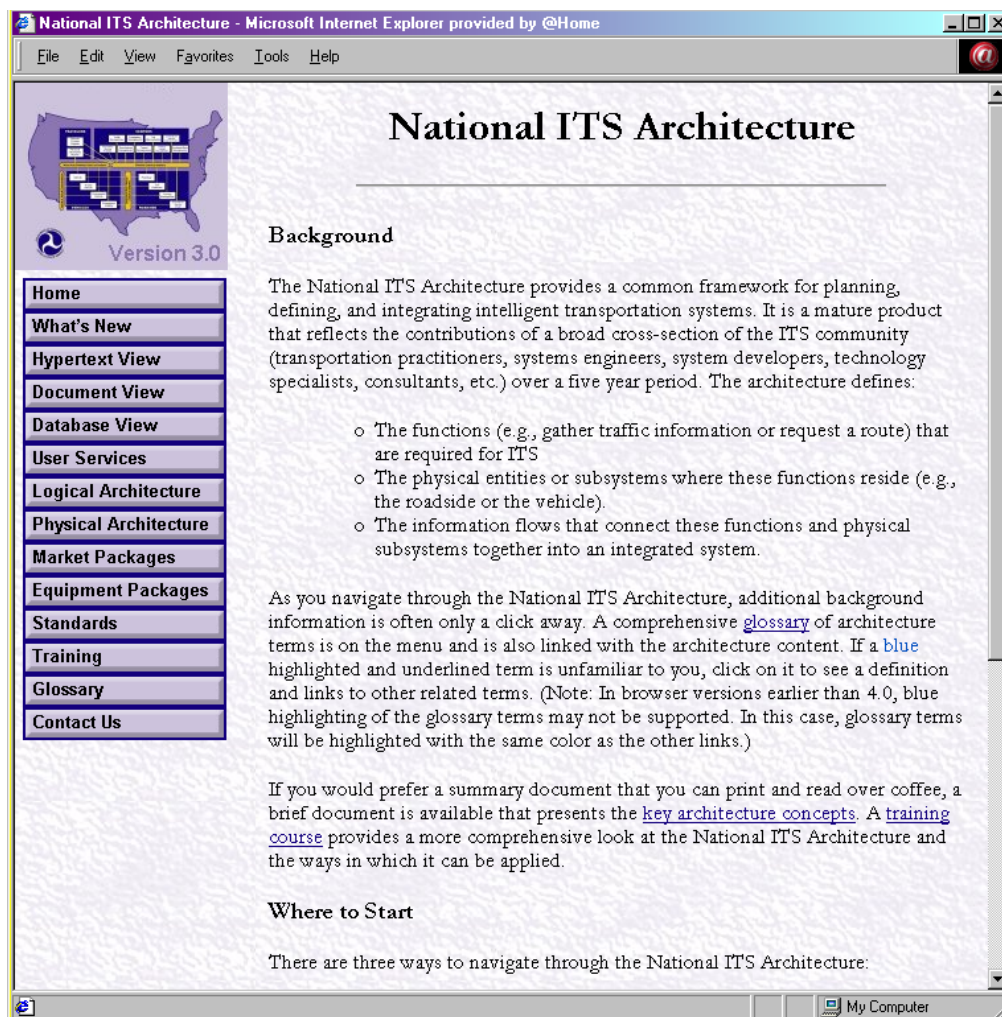 National ITS Architecture - Microsoft Internet Explorer provided by @Home
File Edit View Favorites Tools Help
Version 3.0
Home
What's New
Hypertext View
Document View
Database View
User Services
Logical Architecture
Physical Architecture
Market Packages
Equipment Packages
Standards
Training
Glossary
Contact Us
National ITS Architecture
Background
The National ITS Architecture provides a common framework for planning,
defining, and integrating intelligent transportation systems. It is a mature product
that reflects the contributions of a broad cross-section of the ITS community
(transportation practitioners, systems engineers, system developers, technology
specialists, consultants, etc.) over a five year period. The architecture defines:
o The functions (e.g., gather traffic information or request a route) that
are required for ITS
o The physical entities or subsystems where these functions reside (e.g.,
the roadside or the vehicle).
o The information flows that connect these functions and physical
subsystems together into an integrated system.
As you navigate through the National ITS Architecture, additional background
information is often only a click away. A comprehensive glossary of architecture
terms is on the menu and is also linked with the architecture content. If a blue
highlighted and underlined term is unfamiliar to you, click on it to see a definition
and links to other related terms. (Note: In browser versions earlier than 4.0, blue
highlighting of the glossary terms may not be supported. In this case, glossary terms
will be highlighted with the same color as the other links.)
If you would prefer a summary document that you can print and read over coffee, a
brief document is available that presents the key architecture concepts. A training
course provides a more comprehensive look at the National ITS Architecture and
the ways in which it can be applied.
Where to Start
There are three ways to navigate through the National ITS Architecture:
My Computer